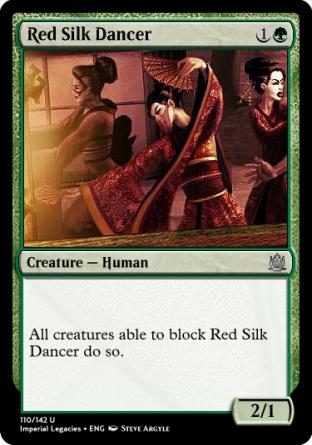 Red Silk Dancer 1
Creature — Human
All creatures able to block Red Silk
Dancer do so.
2/1
110/142 U
Imperial Legacies • ENG Steve Argyle